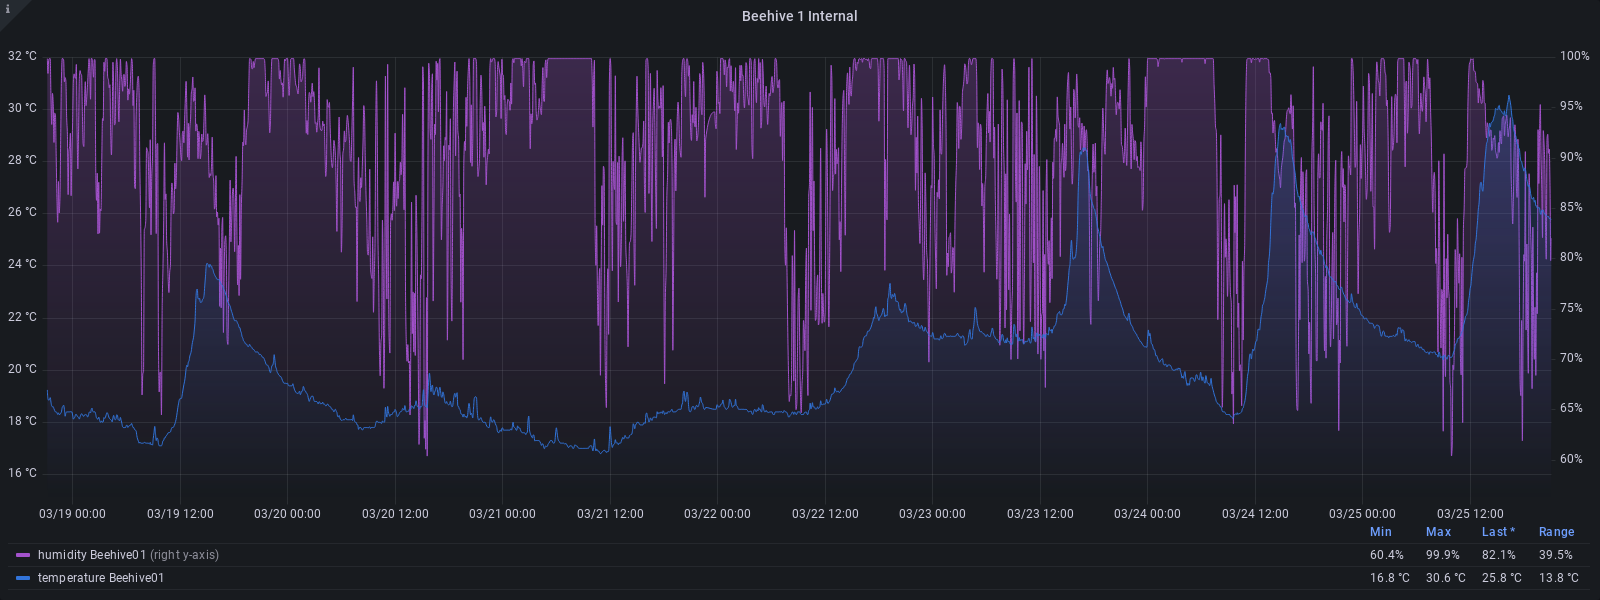 i
Beehive 1 Internal
32 °C
30 °C
28 °C
26 °C
24 °C
22 °C
20 °C
18 °C
16 °C
100%
95%
90%
85%
80%
75%
70%
65%
60%
03/19 00:00 03/19 12:00 03/20 00:00 03/20 12:00 03/21 00:00 03/21 12:00 03/22 00:00 03/22 12:00 03/23 00:00 03/23 12:00 03/24 00:00 03/24 12:00 03/25 00:00 03/25 12:00
Min Max Last * Range
humidity Beehive01 (right y-axis) 60.4% 99.9% 82.1% 39.5%
temperature Beehive01 16.8 °C 30.6 °C 25.8 °C 13.8 °C